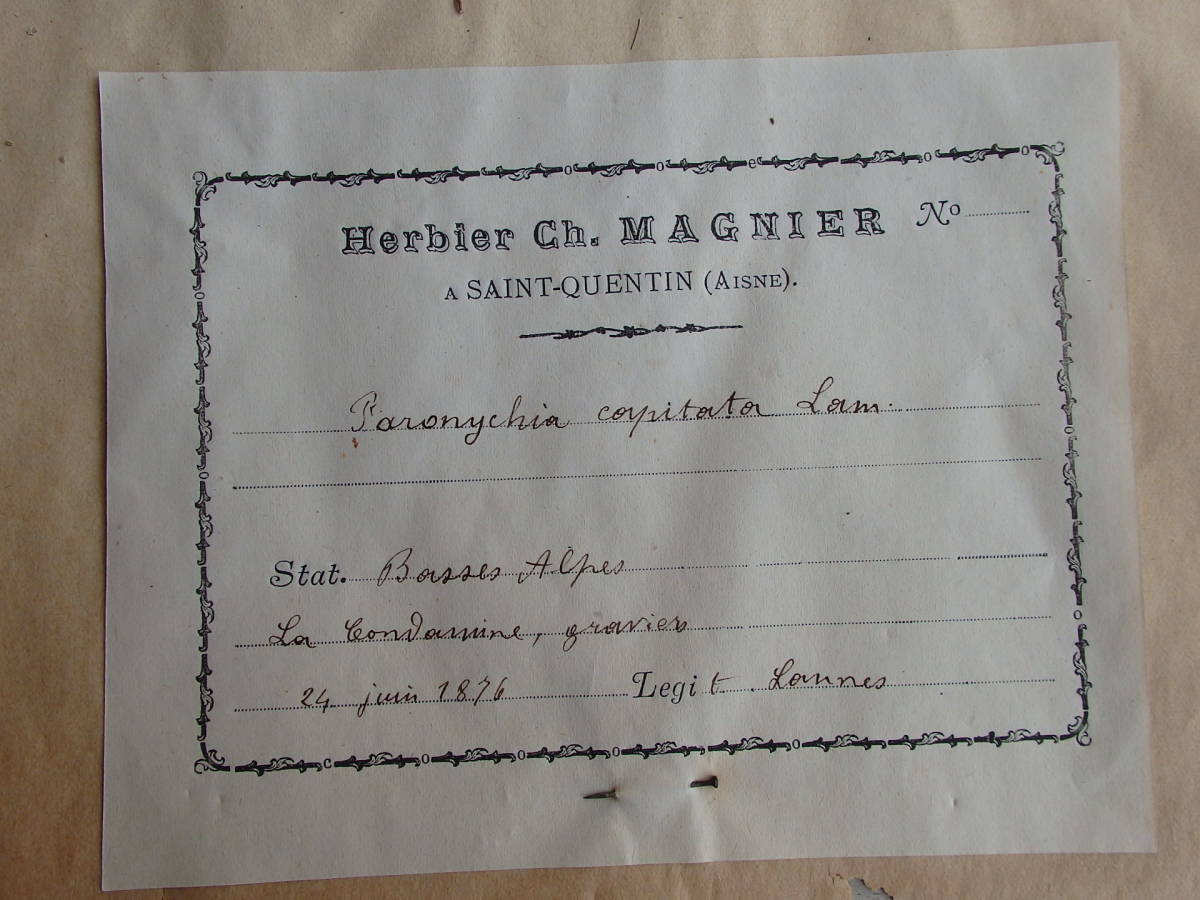 Herbier Ch. MAGNIER No
A SAINT-QUENTIN (AISNE).
Paronychia capitata Lam.
Stat. Basses Alpes
La Condamine, graviers
24 juin 1876 Legit Lannes